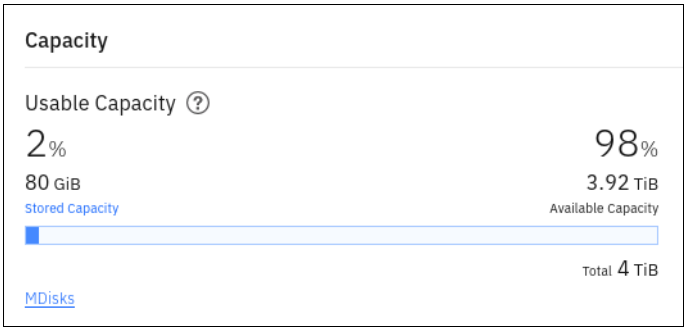 Capacity
Usable Capacity ?
2% 98%
80 GiB 3.92 TiB
Stored Capacity Available Capacity
Total 4 TiB
MDisks